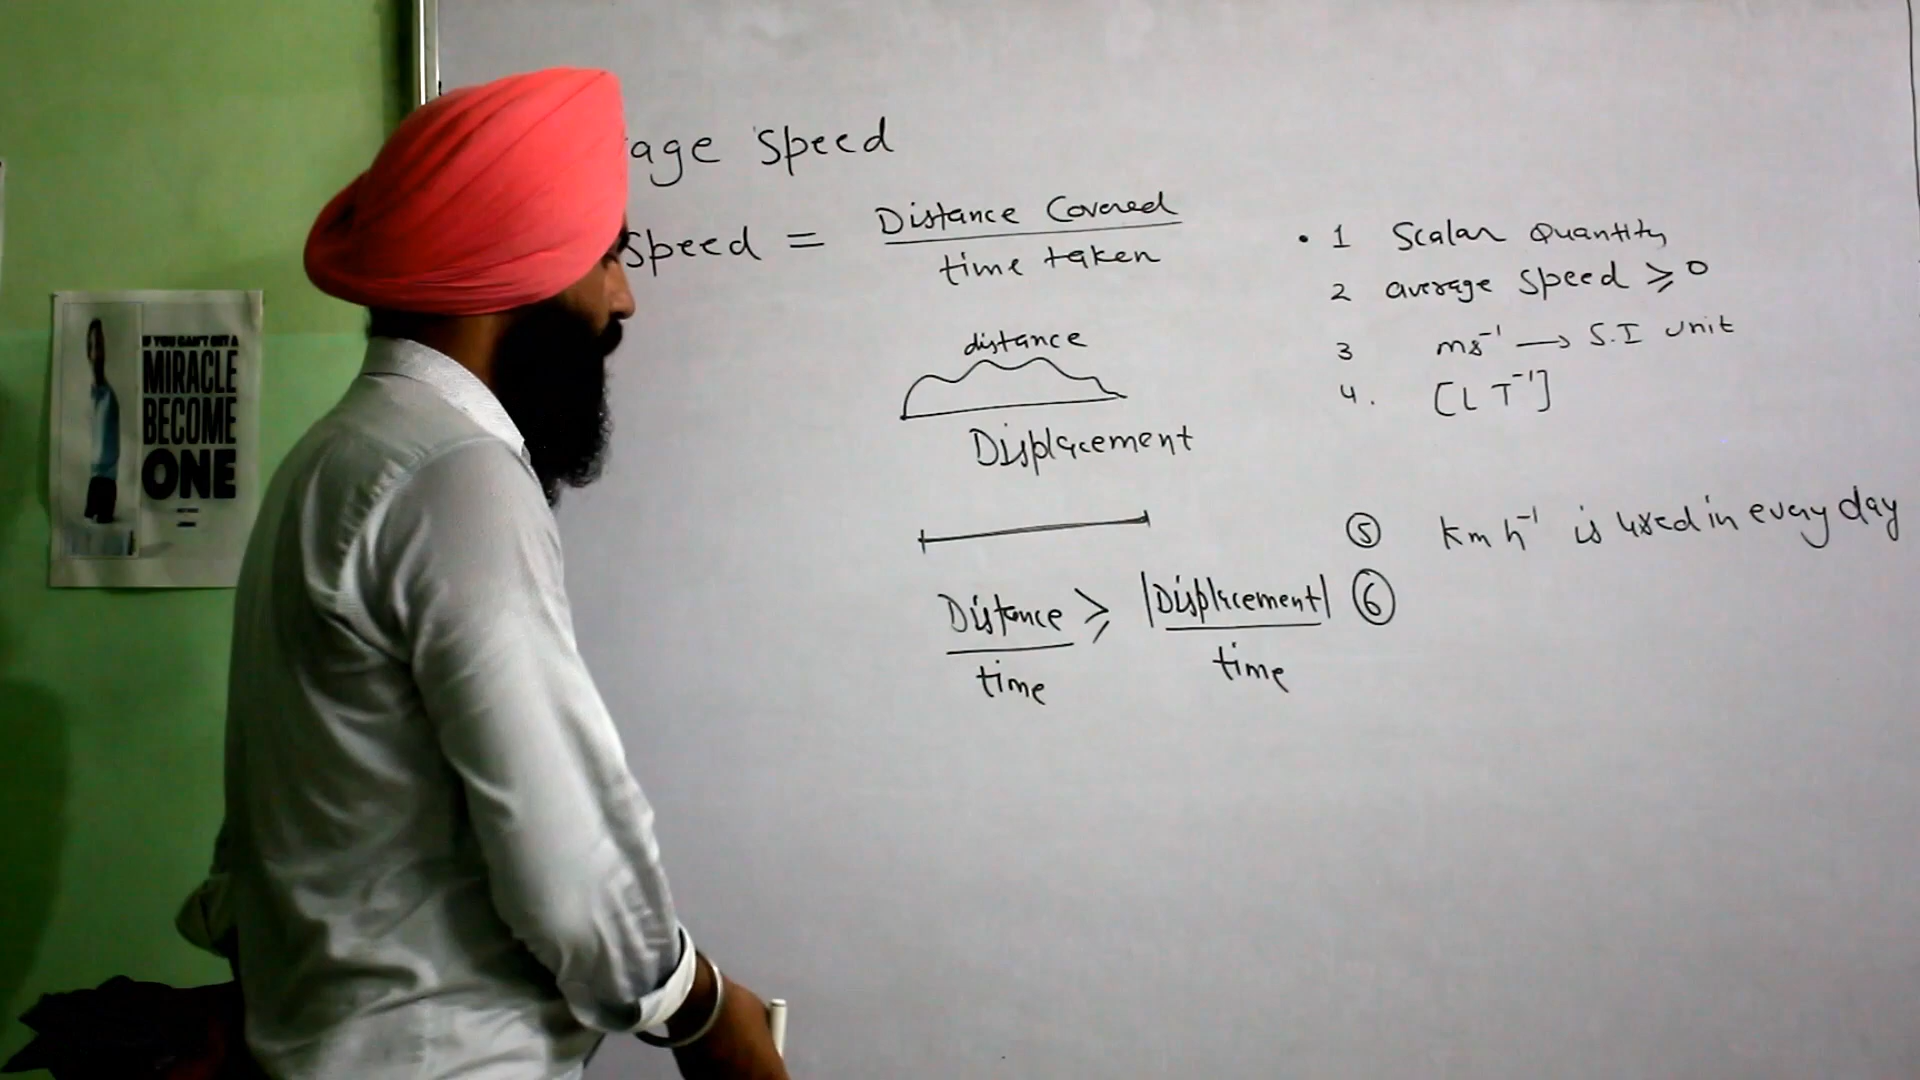 age speed
speed = Distance Covered / time taken
distance
Displacement
Distance / time ⩾ |Displacement| / time
• 1 Scalar Quantity
2 average speed ⩾ 0
3 ms⁻¹ → S.I unit
4. [L T⁻¹]
⑤ km h⁻¹ is used in every day
⑥
IF YOU CAN'T GET A
MIRACLE
BECOME
ONE